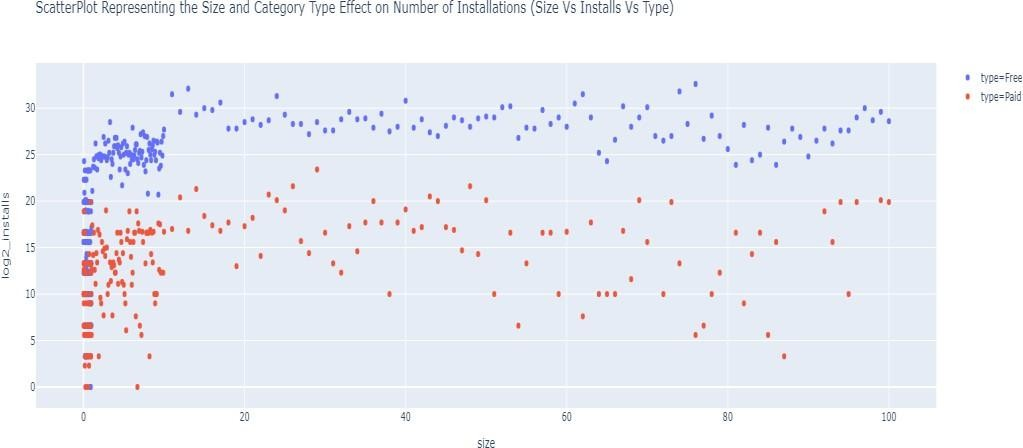 ScatterPlot Representing the Size and Category Type Effect on Number of Installations (Size Vs Installs Vs Type)
type=Free
type=Paid
30
25
20
15
10
5
0
log2_installs
0 20 40 60 80 100
size